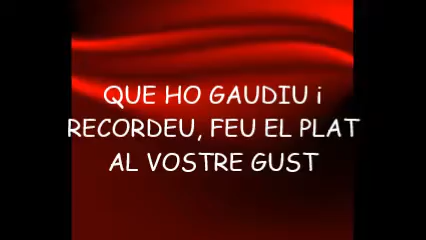 QUE HO GAUDIU i
RECORDEU, FEU EL PLAT
AL VOSTRE GUST